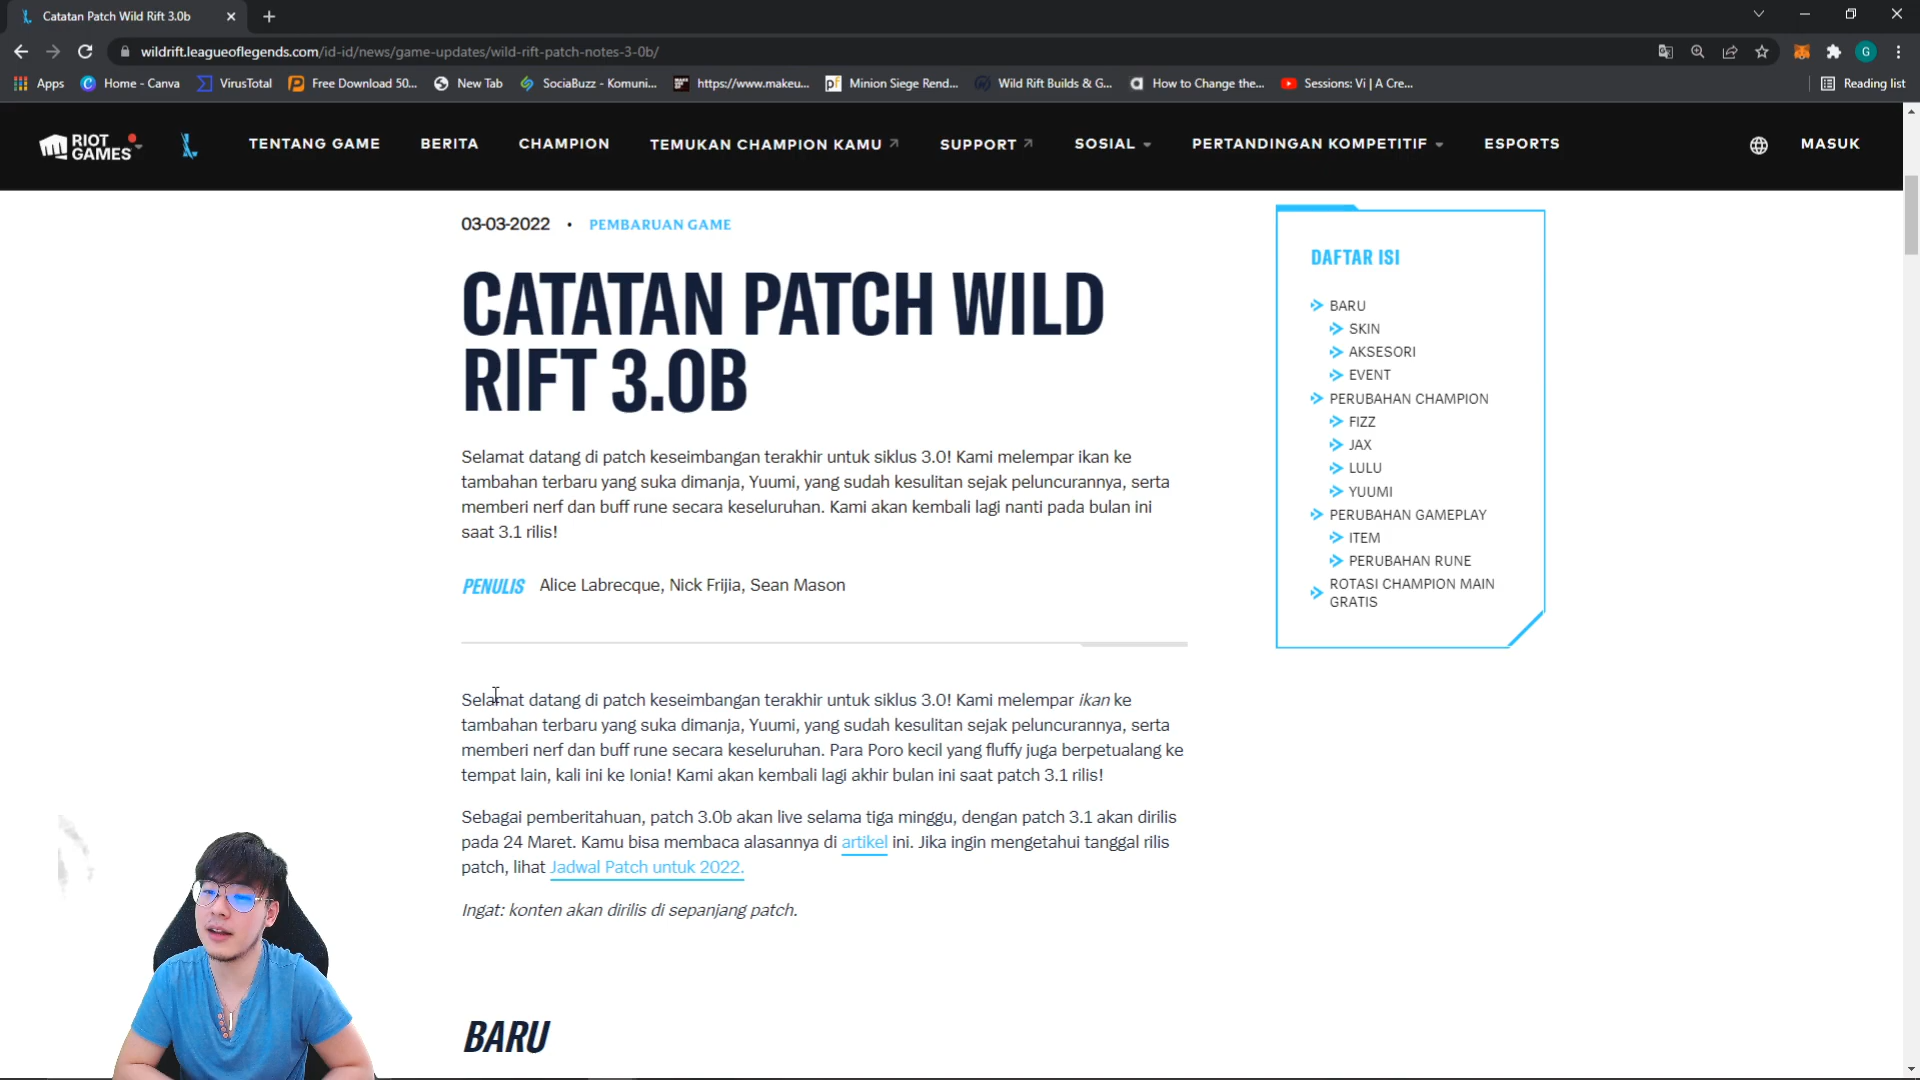 Catatan Patch Wild Rift 3.0b
wildrift.leagueoflegends.com/id-id/news/game-updates/wild-rift-patch-notes-3-0b/
G
Apps Home - Canva VirusTotal Free Download 50... New Tab SociaBuzz - Komuni... https://www.makeu... Minion Siege Rend... Wild Rift Builds & G... How to Change the... Sessions: Vi | A Cre... Reading list
RIOT GAMES TENTANG GAME BERITA CHAMPION TEMUKAN CHAMPION KAMU SUPPORT SOSIAL PERTANDINGAN KOMPETITIF ESPORTS MASUK
03-03-2022 • PEMBARUAN GAME
CATATAN PATCH WILD
RIFT 3.0B
Selamat datang di patch keseimbangan terakhir untuk siklus 3.0! Kami melempar ikan ke
tambahan terbaru yang suka dimanja, Yuumi, yang sudah kesulitan sejak peluncurannya, serta
memberi nerf dan buff rune secara keseluruhan. Kami akan kembali lagi nanti pada bulan ini
saat 3.1 rilis!
PENULIS Alice Labrecque, Nick Frijia, Sean Mason
Selamat datang di patch keseimbangan terakhir untuk siklus 3.0! Kami melempar ikan ke
tambahan terbaru yang suka dimanja, Yuumi, yang sudah kesulitan sejak peluncurannya, serta
memberi nerf dan buff rune secara keseluruhan. Para Poro kecil yang fluffy juga berpetualang ke
tempat lain, kali ini ke Ionia! Kami akan kembali lagi akhir bulan ini saat patch 3.1 rilis!
Sebagai pemberitahuan, patch 3.0b akan live selama tiga minggu, dengan patch 3.1 akan dirilis
pada 24 Maret. Kamu bisa membaca alasannya di artikel ini. Jika ingin mengetahui tanggal rilis
patch, lihat Jadwal Patch untuk 2022.
Ingat: konten akan dirilis di sepanjang patch.
BARU
DAFTAR ISI
BARU
SKIN
AKSESORI
EVENT
PERUBAHAN CHAMPION
FIZZ
JAX
LULU
YUUMI
PERUBAHAN GAMEPLAY
ITEM
PERUBAHAN RUNE
ROTASI CHAMPION MAIN
GRATIS